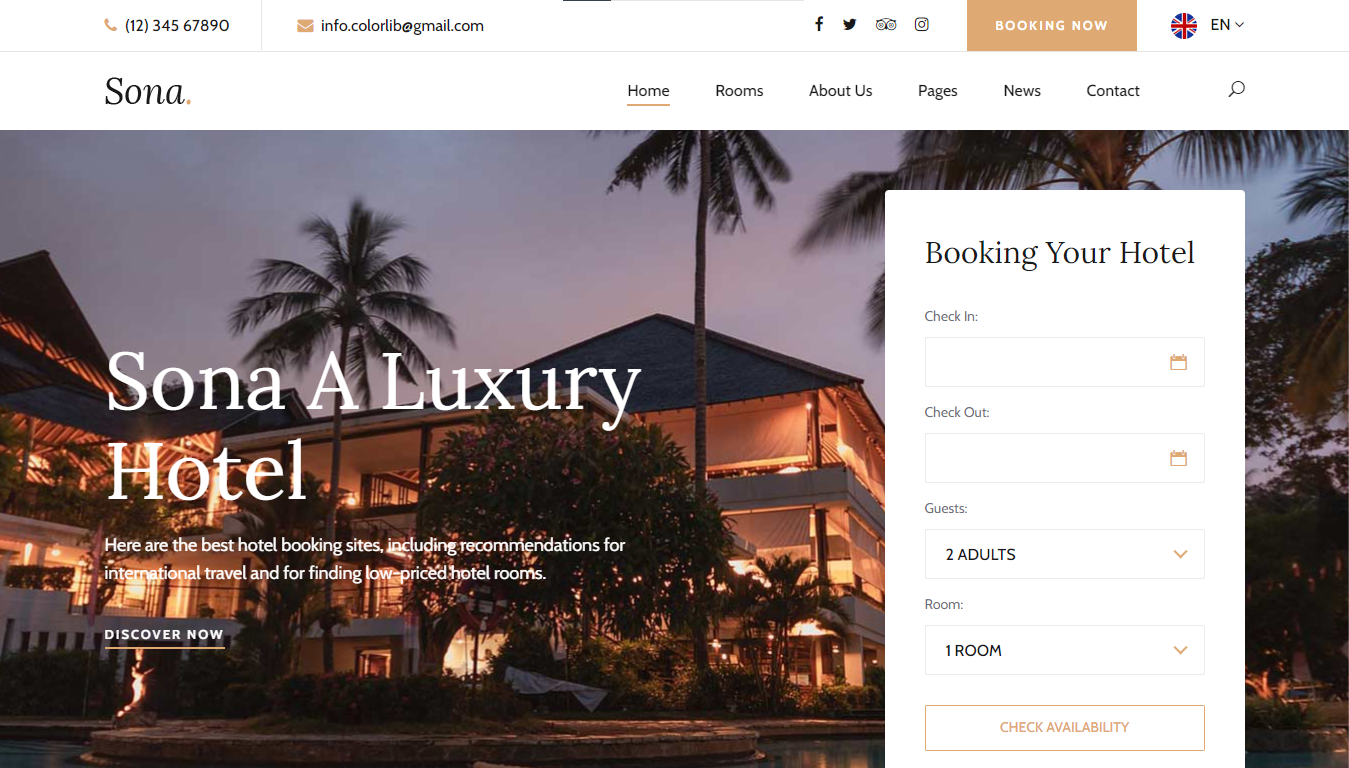 (12) 345 67890
info.colorlib@gmail.com
BOOKING NOW
EN
Sona.
Home
Rooms
About Us
Pages
News
Contact
Sona A Luxury
Hotel
Here are the best hotel booking sites, including recommendations for
international travel and for finding low-priced hotel rooms.
DISCOVER NOW
Booking Your Hotel
Check In:
Check Out:
Guests:
2 ADULTS
Room:
1 ROOM
CHECK AVAILABILITY